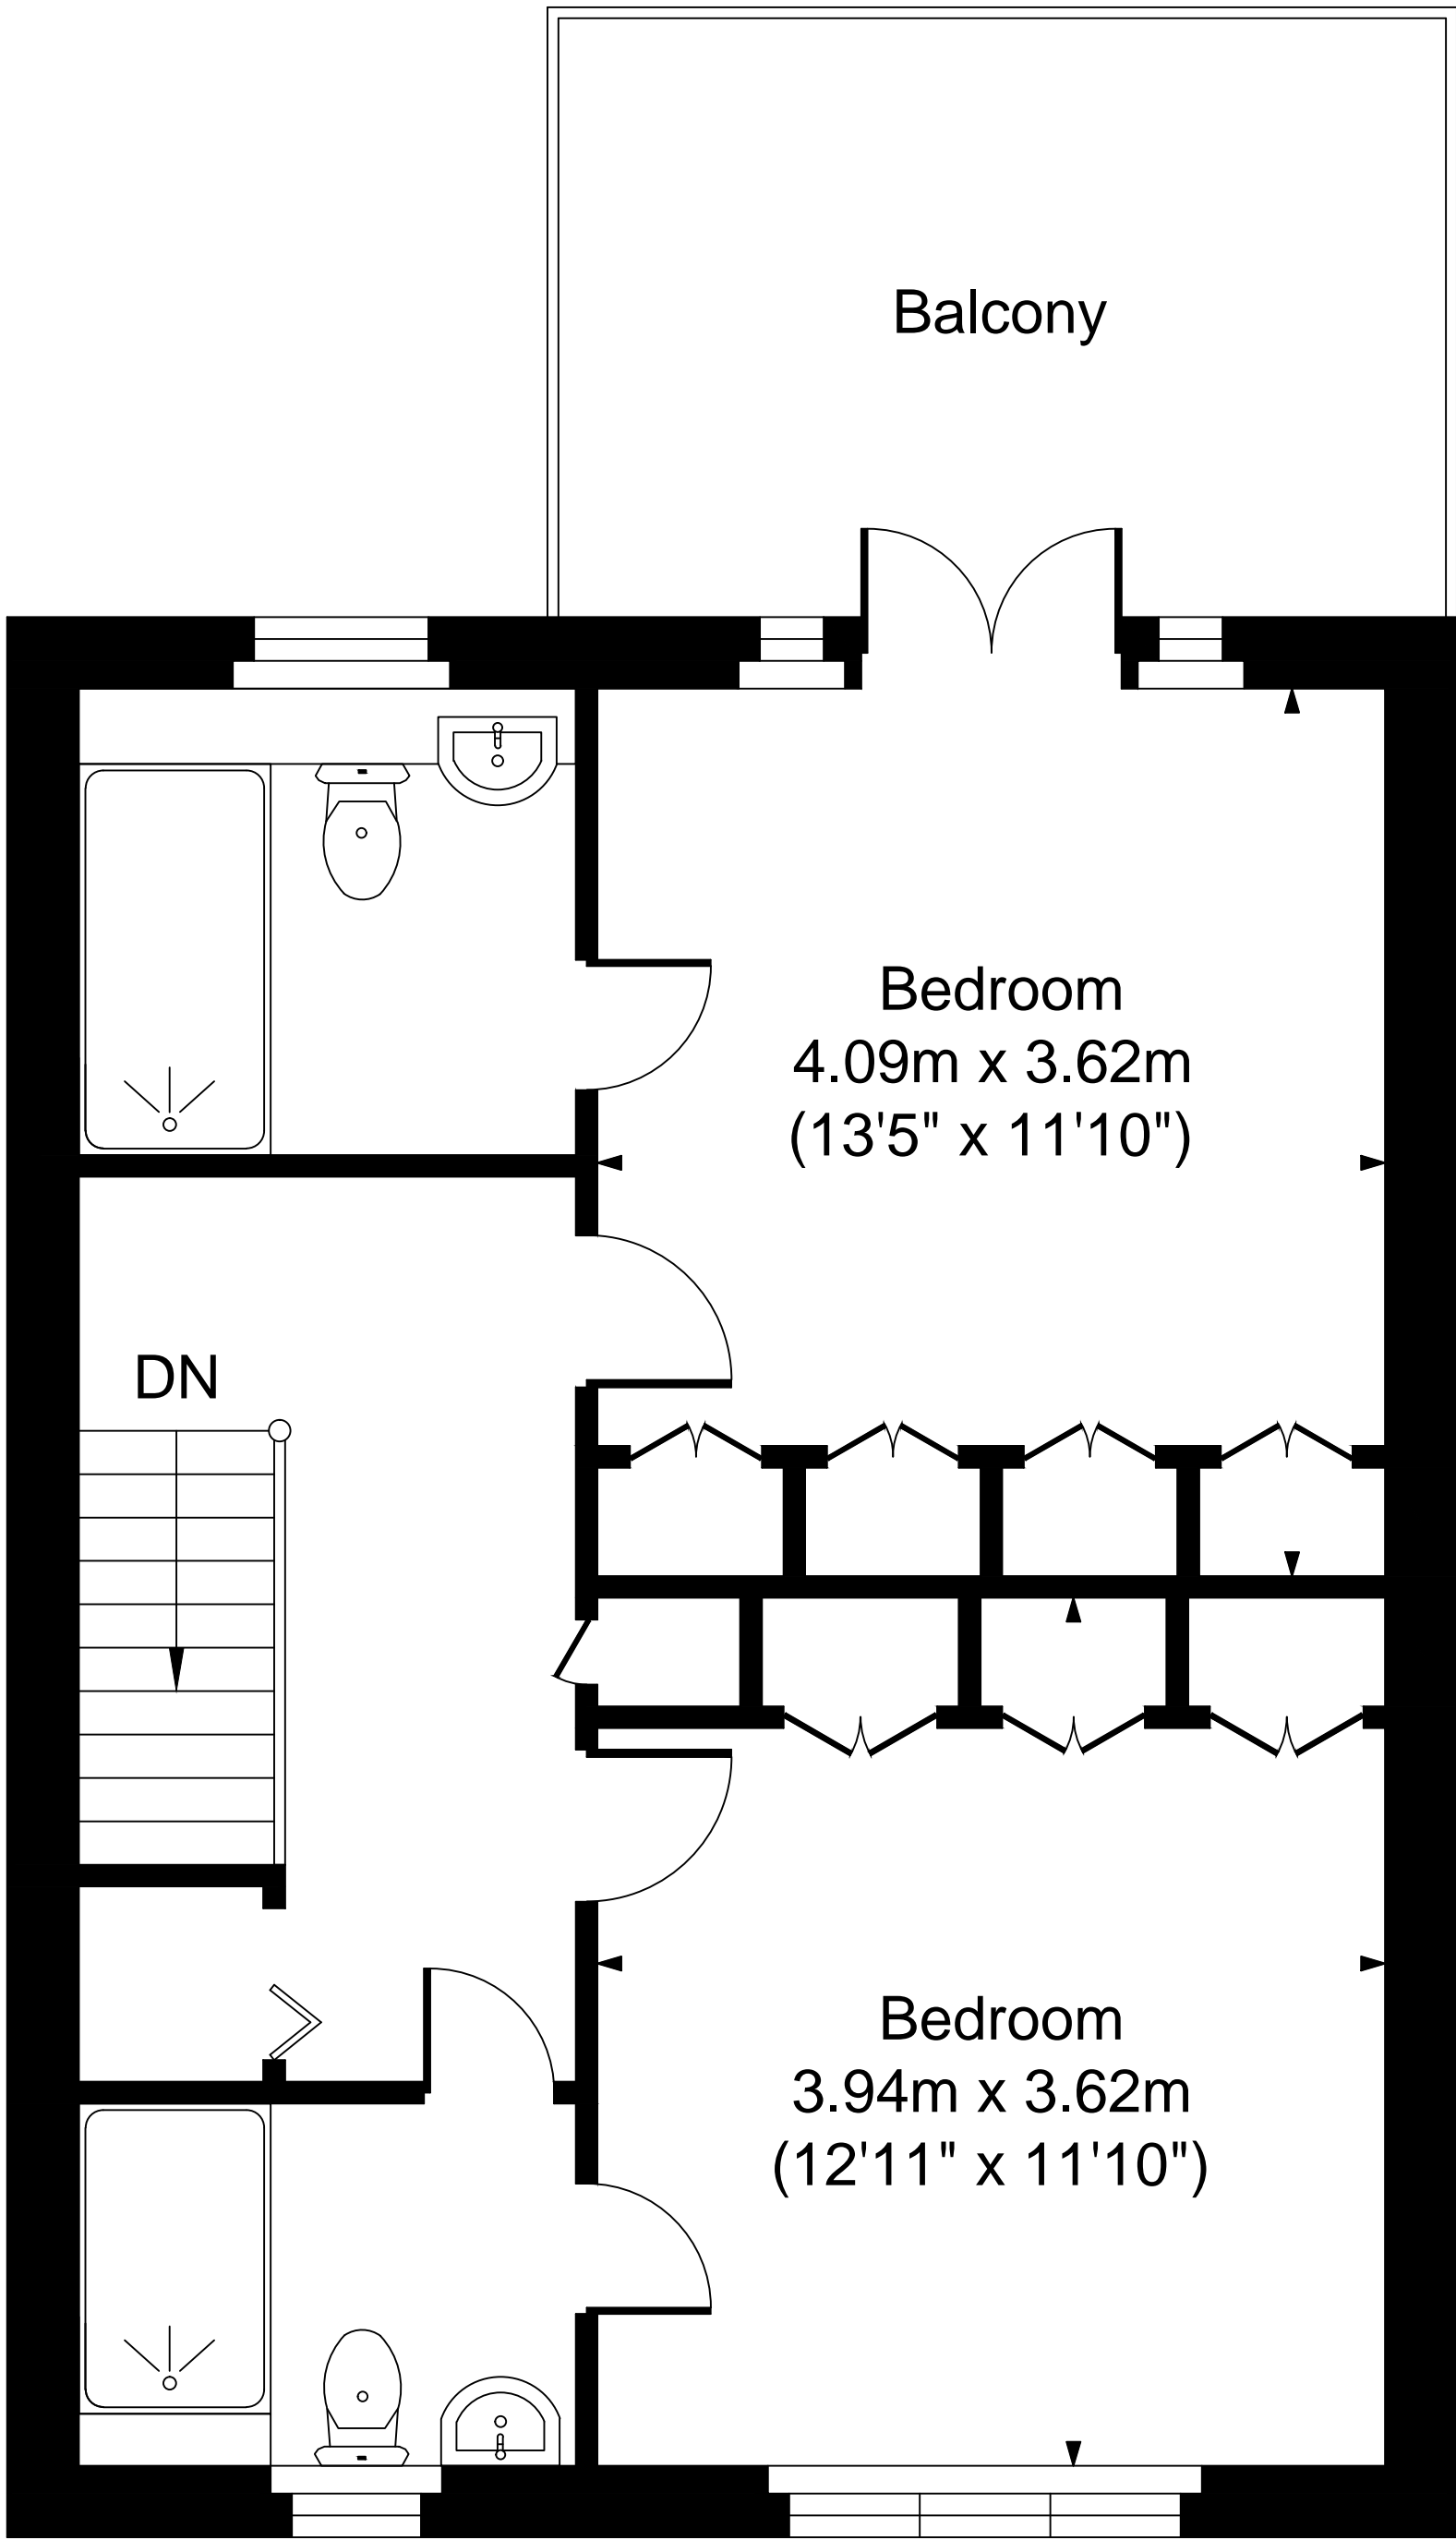 Balcony
Bedroom
4.09m x 3.62m
(13'5" x 11'10")
DN
Bedroom
3.94m x 3.62m
(12'11" x 11'10")